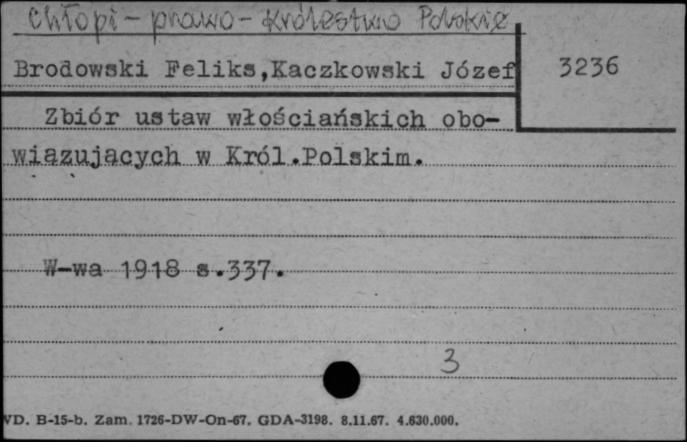 Chłopi - prawo - Królestwo Polskie
Brodowski Feliks,Kaczkowski Józef 3236
Zbiór ustaw włościańskich obo-
wiązujących w Król.Polskim.
W-wa 1918 s.337.
3
VD. B-15-b. Zam. 1726-DW-On-67. GDA-3198. 8.11.67. 4.630.000.